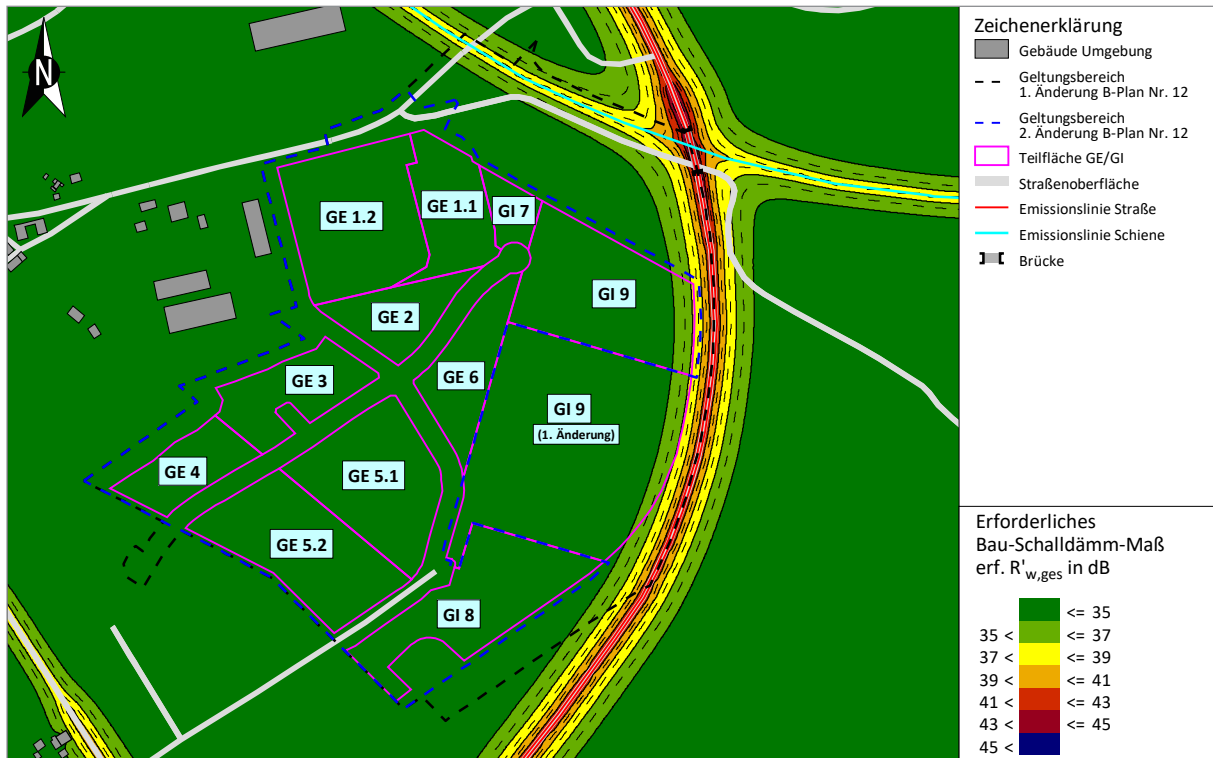 N
GE 1.2
GE 1.1
GI 7
GI 9
GE 2
GE 3
GE 6
GI 9
(1. Änderung)
GE 4
GE 5.1
GE 5.2
GI 8
Zeichenerklärung
Gebäude Umgebung
Geltungsbereich
1. Änderung B-Plan Nr. 12
Geltungsbereich
2. Änderung B-Plan Nr. 12
Teilfläche GE/GI
Straßenoberfläche
Emissionslinie Straße
Emissionslinie Schiene
Brücke
Erforderliches
Bau-Schalldämm-Maß
erf. R'w,ges in dB
<= 35
35 < <= 37
37 < <= 39
39 < <= 41
41 < <= 43
43 < <= 45
45 <